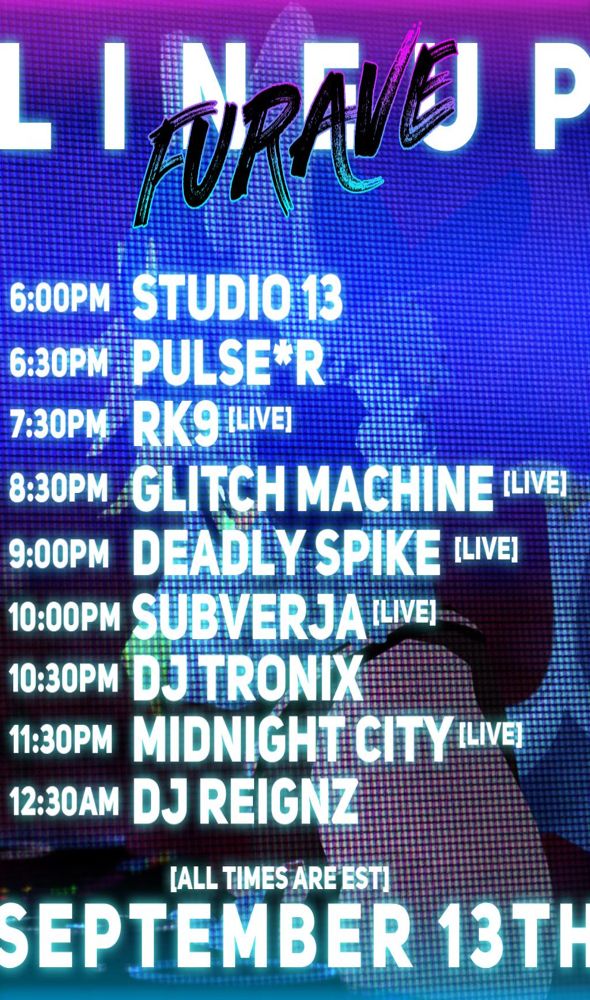 LINEUP
FURAVE
6:00PM STUDIO 13
6:30PM PULSE*R
7:30PM RK9 [LIVE]
8:30PM GLITCH MACHINE [LIVE]
9:00PM DEADLY SPIKE [LIVE]
10:00PM SUBVERJA [LIVE]
10:30PM DJ TRONIX
11:30PM MIDNIGHT CITY [LIVE]
12:30AM DJ REIGNZ
[ALL TIMES ARE EST]
SEPTEMBER 13TH